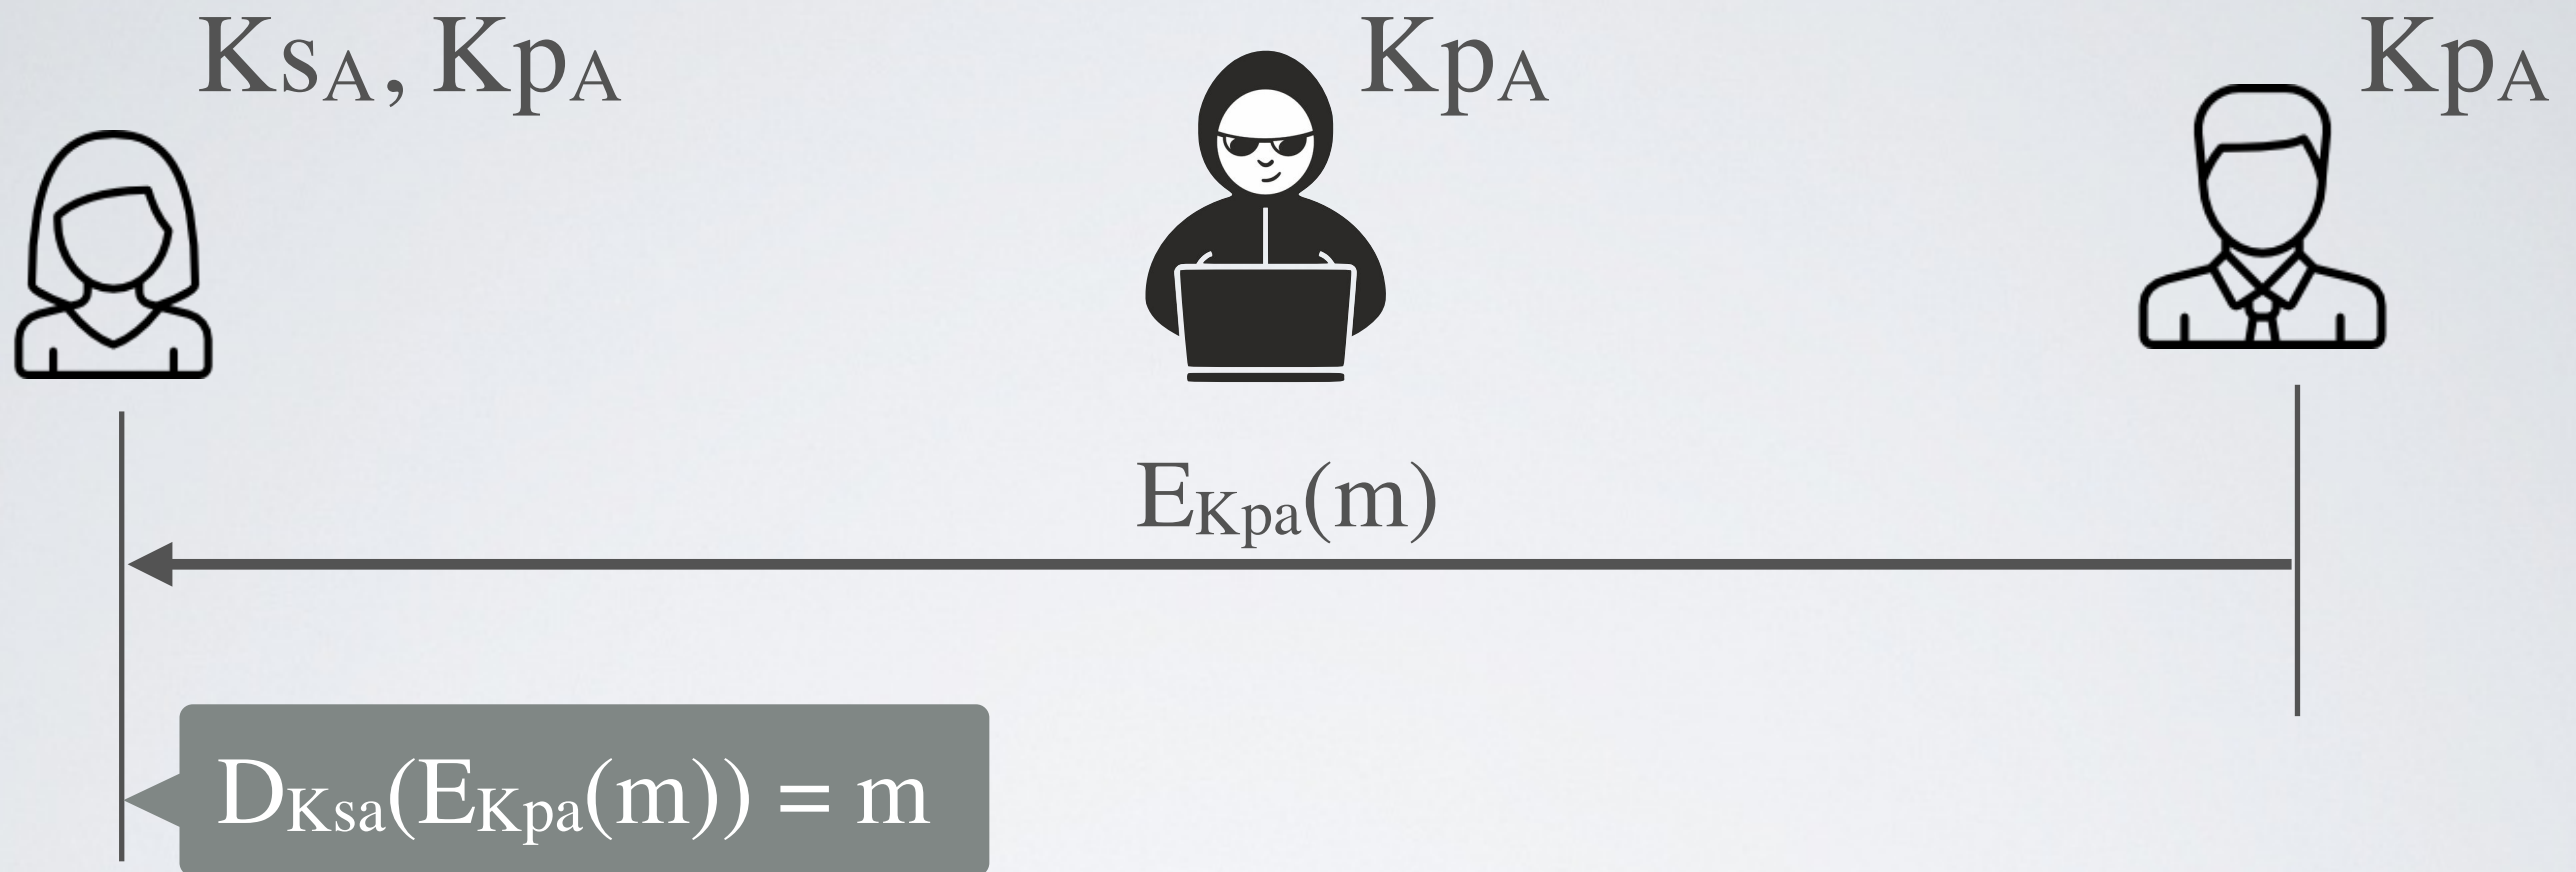 KsA, KpA
KpA
KpA
EKpa(m)
DKsa(EKpa(m)) = m